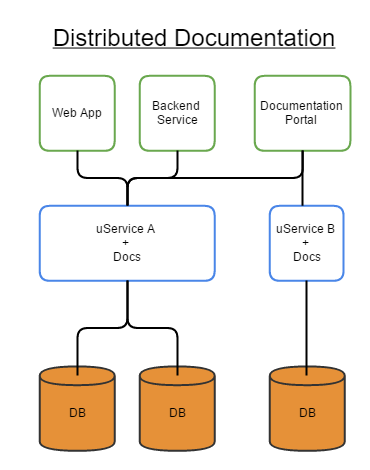 Distributed Documentation
Web App
Backend
Service
Documentation
Portal
uService A
+
Docs
uService B
+
Docs
DB
DB
DB